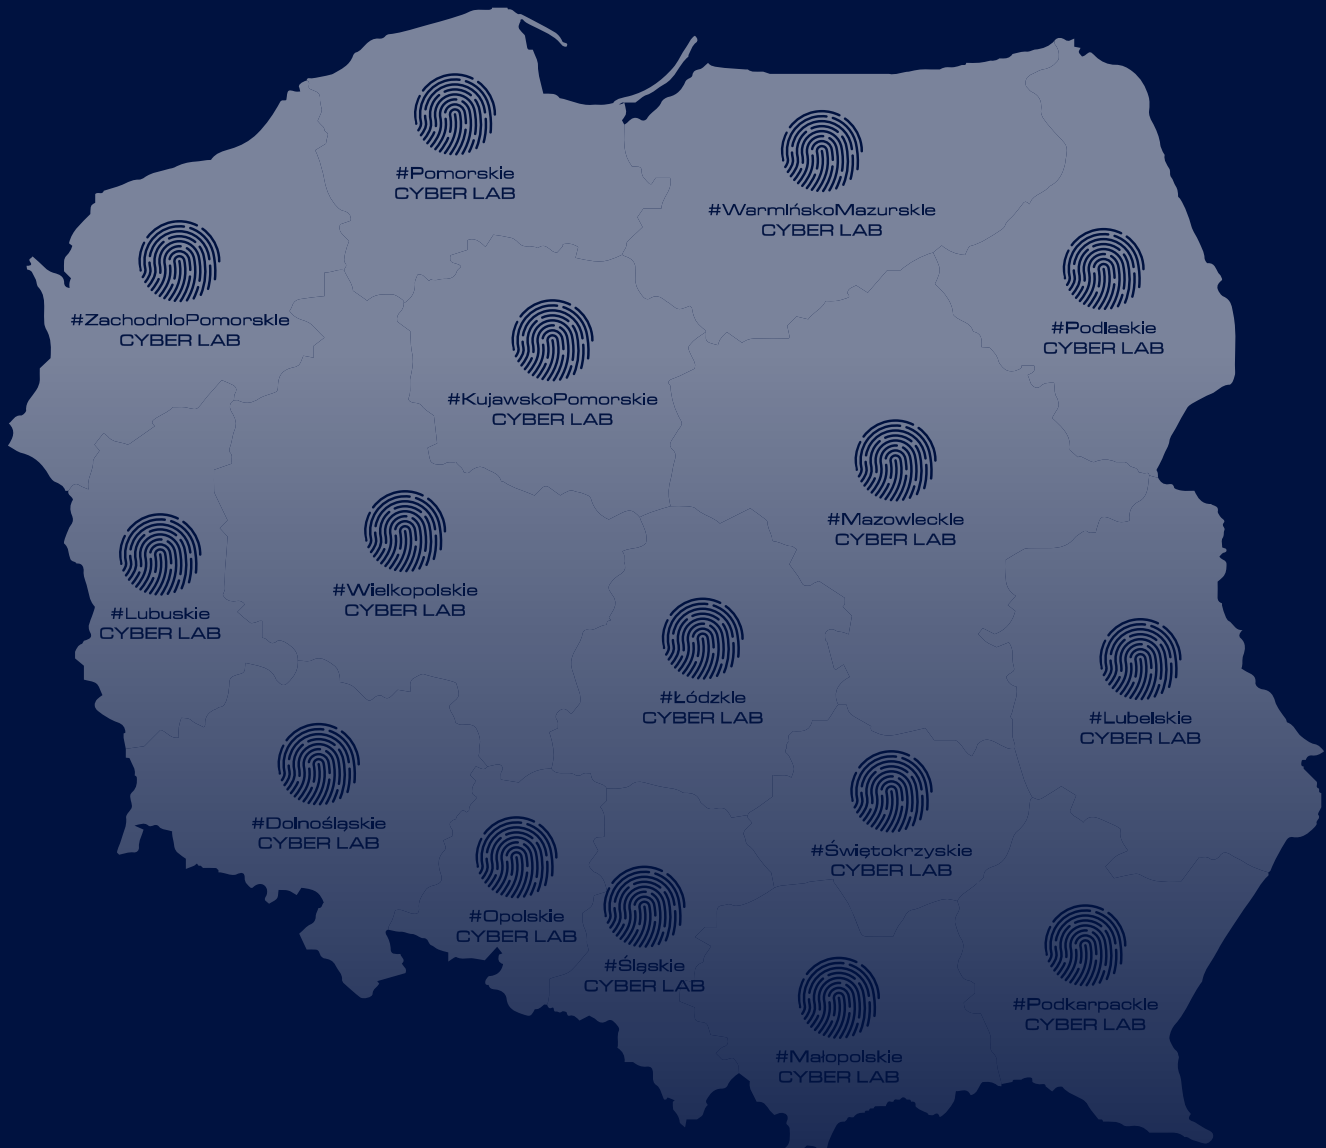 #Pomorskie
CYBER LAB
#WarmińskoMazurskie
CYBER LAB
#ZachodnioPomorskie
CYBER LAB
#Podlaskie
CYBER LAB
#KujawskoPomorskie
CYBER LAB
#Mazowieckie
CYBER LAB
#Wielkopolskie
CYBER LAB
#Lubuskie
CYBER LAB
#Łódzkie
CYBER LAB
#Lubelskie
CYBER LAB
#Dolnośląskie
CYBER LAB
#Świętokrzyskie
CYBER LAB
#Opolskie
CYBER LAB
#Śląskie
CYBER LAB
#Podkarpackie
CYBER LAB
#Małopolskie
CYBER LAB